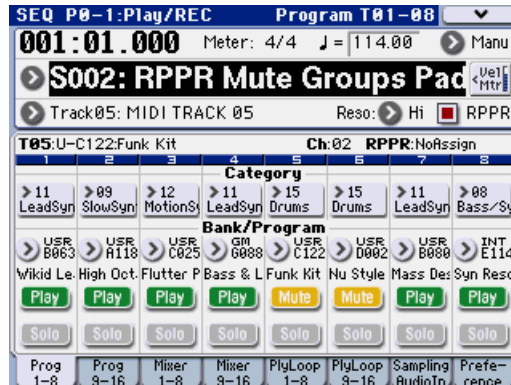 SEQ P0-1:Play/REC Program T01-08
001:01.000 Meter: 4/4 ♩= 114.00 Manu
S002: RPPR Mute Groups Pad
Vel Mtr
Track05: MIDI TRACK 05 Reso: Hi RPPR
T05:U-C122:Funk Kit Ch:02 RPPR:NoAssign
1 2 3 4 5 6 7 8
Category
11 09 12 11 15 15 11 08
LeadSyn SlowSyn MotionS LeadSyn Drums Drums LeadSyn Bass/Sy
Bank/Program
USR USR USR GM USR USR USR INT
B063 A118 C025 G088 C122 D002 B080 E114
Wikid Le High Oct Flutter P Bass & L Funk Kit Nu Style Mass Des Syn Reso
Play Play Play Play Mute Mute Play Play
Solo Solo Solo Solo Solo Solo Solo Solo
Prog 1-8 Prog 9-16 Mixer 1-8 Mixer 9-16 PlyLoop 1-8 PlyLoop 9-16 Sampling AudioIn Prefe-cence